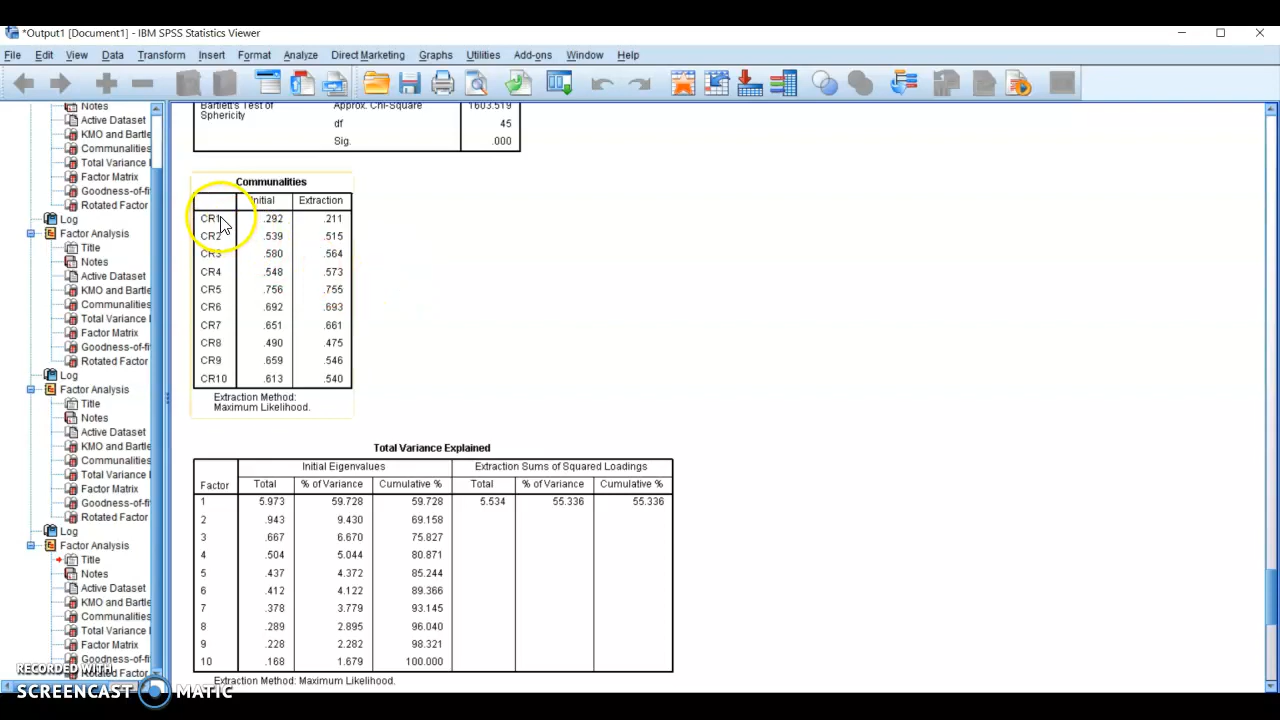 *Output1 [Document1] - IBM SPSS Statistics Viewer
File Edit View Data Transform Insert Format Analyze Direct Marketing Graphs Utilities Add-ons Window Help
Notes
Active Dataset
KMO and Bartle
Communalities
Total Variance E
Factor Matrix
Goodness-of-fi
Rotated Factor
Log
Factor Analysis
Title
Notes
Active Dataset
KMO and Bartle
Communalities
Total Variance E
Factor Matrix
Goodness-of-fi
Rotated Factor
Log
Factor Analysis
Title
Notes
Active Dataset
KMO and Bartle
Communalities
Total Variance E
Factor Matrix
Goodness-of-fi
Rotated Factor
Log
Factor Analysis
Title
Notes
Active Dataset
KMO and Bartle
Communalities
Total Variance E
Factor Matrix
Goodness-of-fi
Rotated Factor
Bartlett's Test of Approx. Chi-Square 1603.519
Sphericity
df 45
Sig. .000
Communalities
Initial Extraction
CR1 .292 .211
CR2 .539 .515
CR3 .580 .564
CR4 .548 .573
CR5 .756 .755
CR6 .692 .693
CR7 .651 .661
CR8 .490 .475
CR9 .659 .546
CR10 .613 .540
Extraction Method:
Maximum Likelihood.
Total Variance Explained
Initial Eigenvalues Extraction Sums of Squared Loadings
Factor Total % of Variance Cumulative % Total % of Variance Cumulative %
1 5.973 59.728 59.728 5.534 55.336 55.336
2 .943 9.430 69.158
3 .667 6.670 75.827
4 .504 5.044 80.871
5 .437 4.372 85.244
6 .412 4.122 89.366
7 .378 3.779 93.145
8 .289 2.895 96.040
9 .228 2.282 98.321
10 .168 1.679 100.000
Extraction Method: Maximum Likelihood.
RECORDED WITH
SCREENCAST MATIC